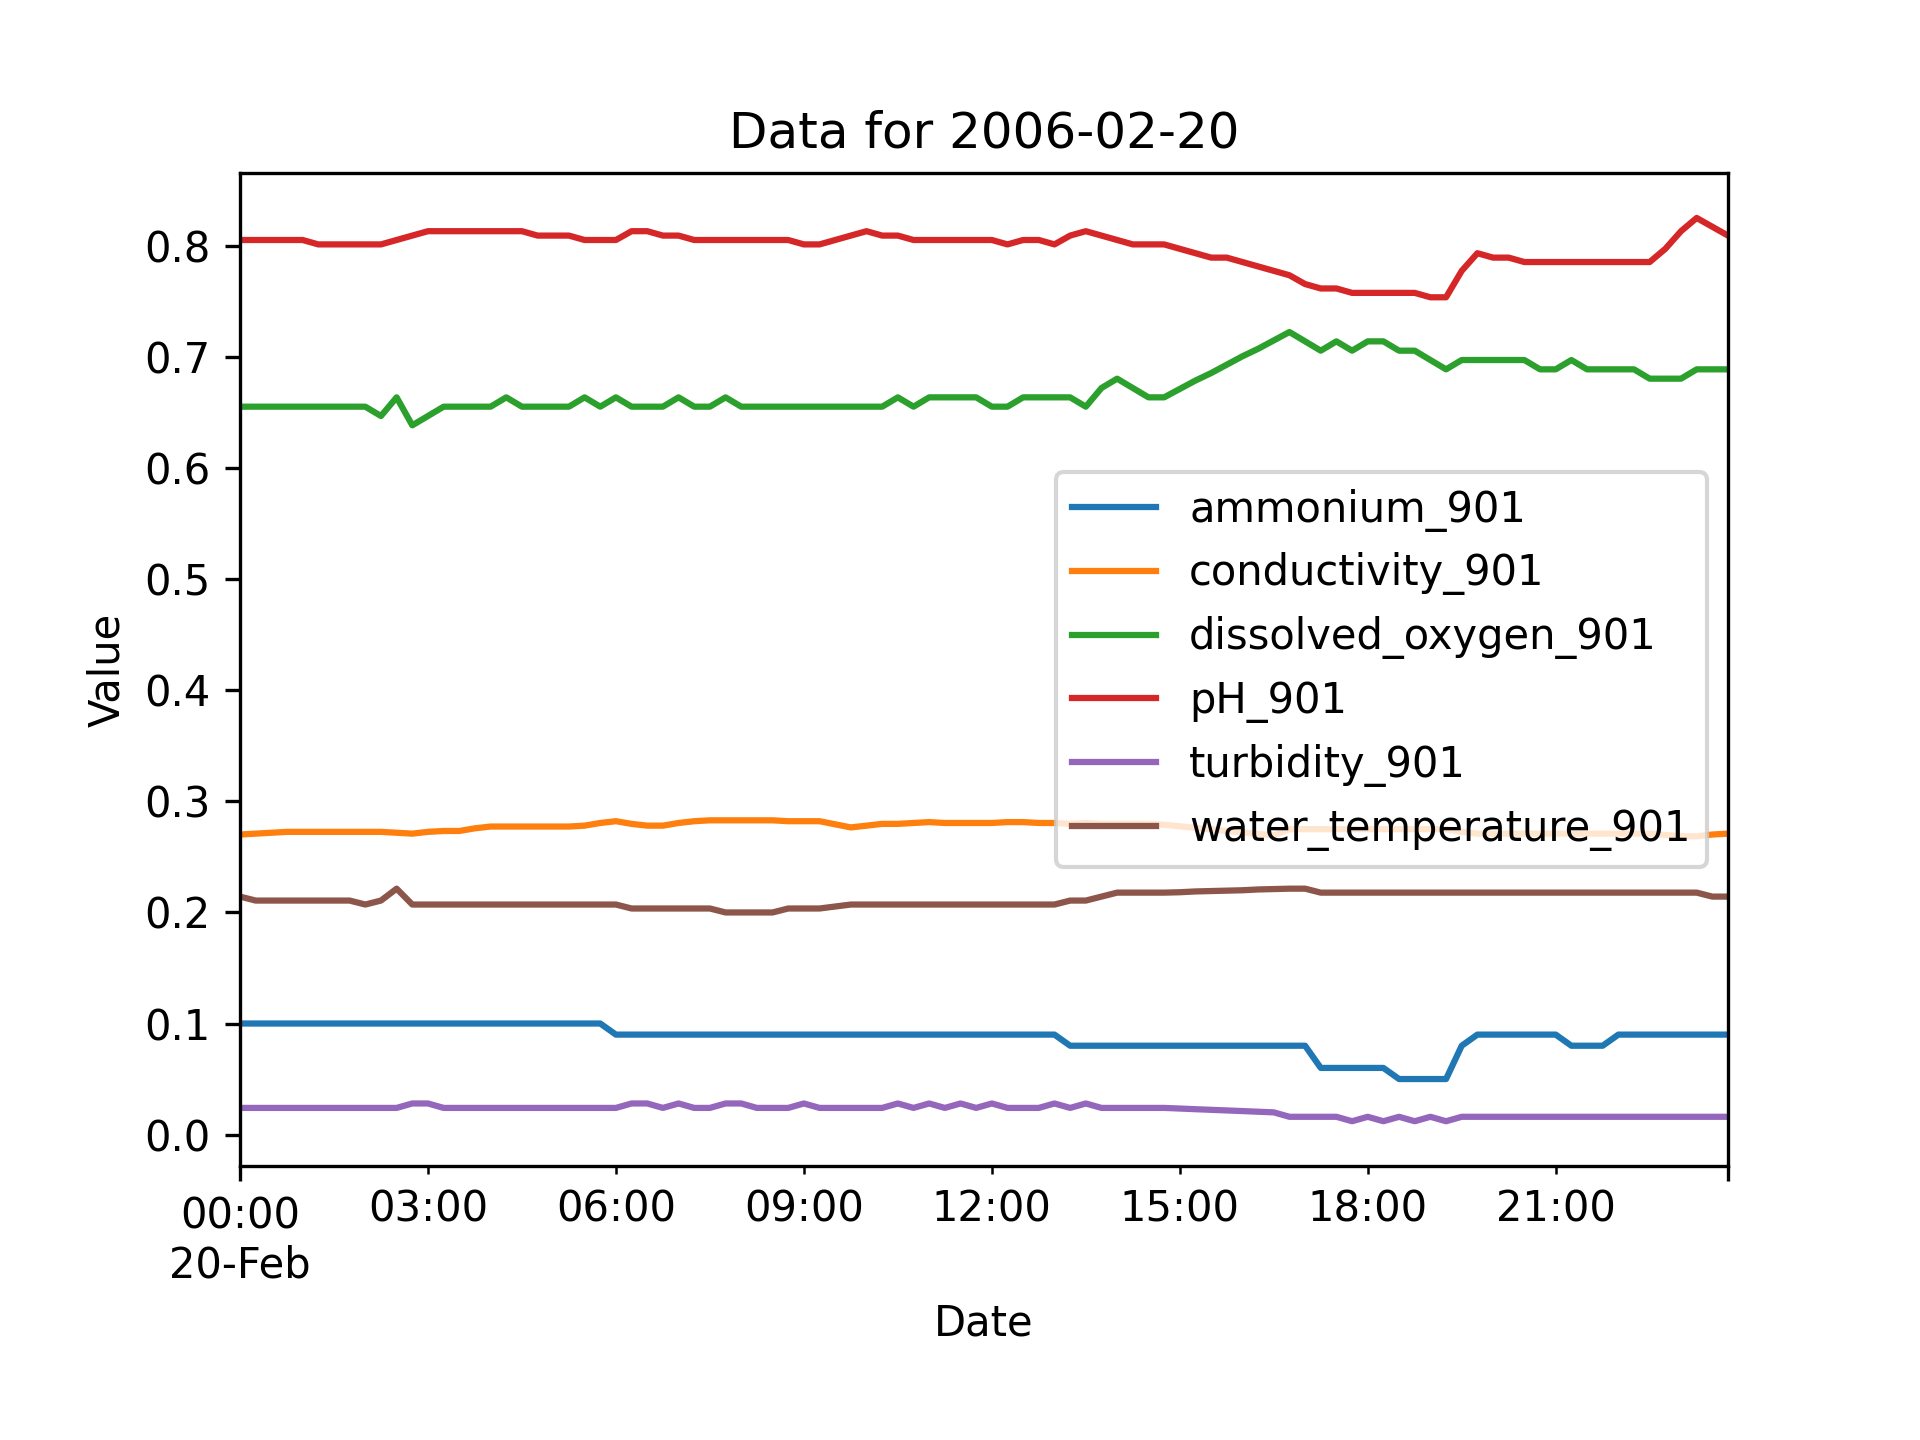 Data for 2006-02-20
Value
0.8
0.7
0.6
0.5
0.4
0.3
0.2
0.1
0.0
ammonium_901
conductivity_901
dissolved_oxygen_901
pH_901
turbidity_901
water_temperature_901
00:00 03:00 06:00 09:00 12:00 15:00 18:00 21:00
20-Feb
Date